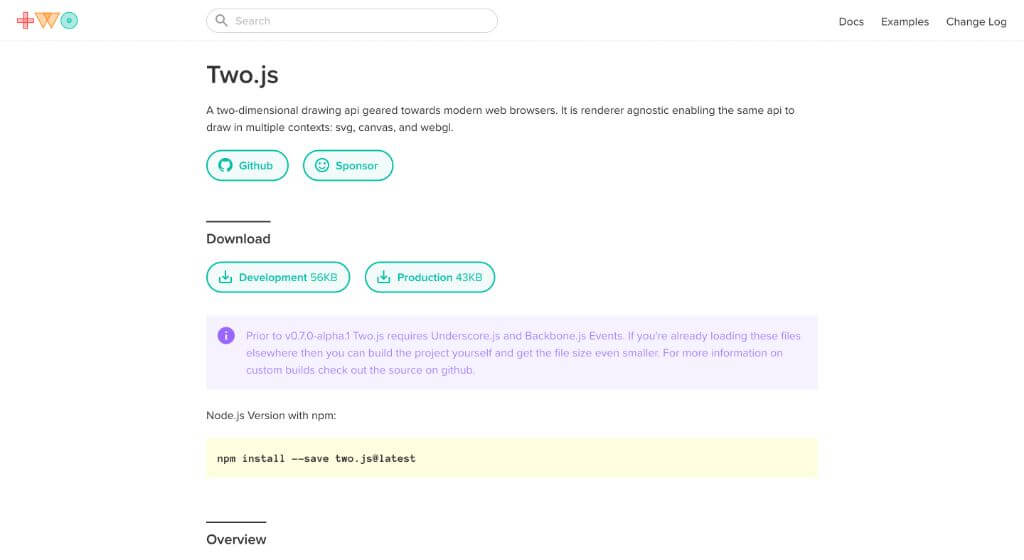 Search
Docs
Examples
Change Log
Two.js
A two-dimensional drawing api geared towards modern web browsers. It is renderer agnostic enabling the same api to
draw in multiple contexts: svg, canvas, and webgl.
Github
Sponsor
Download
Development 56KB
Production 43KB
Prior to v0.7.0-alpha.1 Two.js requires Underscore.js and Backbone.js Events. If you're already loading these files
elsewhere then you can build the project yourself and get the file size even smaller. For more information on
custom builds check out the source on github.
Node.js Version with npm:
npm install --save two.js@latest
Overview